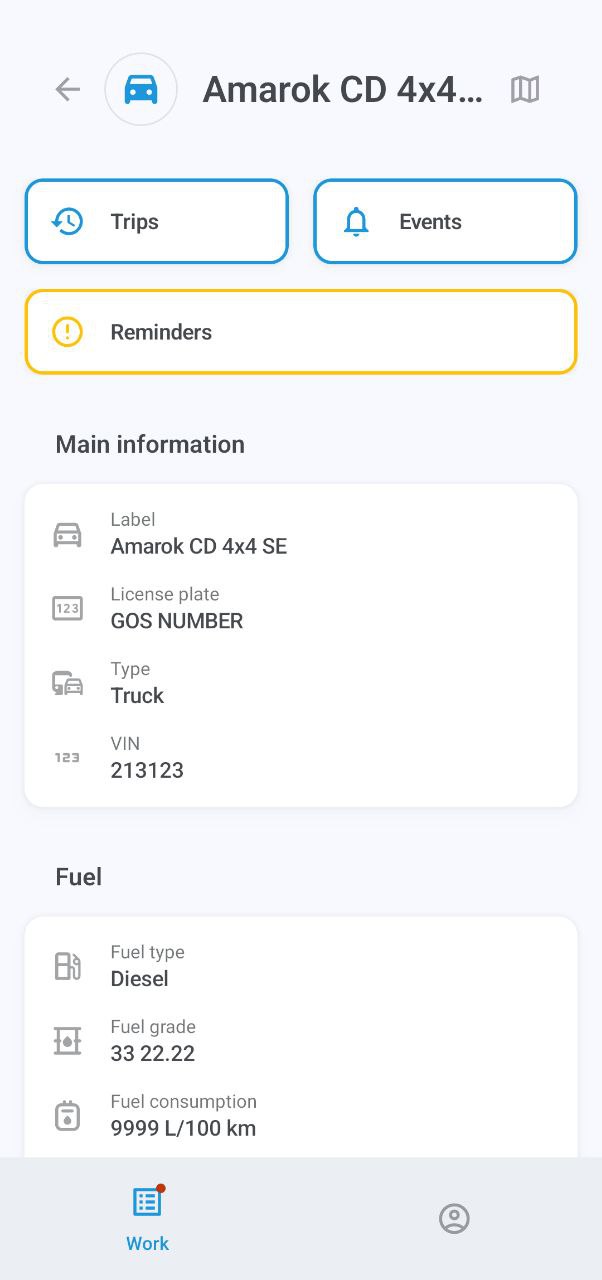 Amarok CD 4x4...
Trips
Events
Reminders
Main information
Label
Amarok CD 4x4 SE
123
License plate
GOS NUMBER
Type
Truck
123
VIN
213123
Fuel
Fuel type
Diesel
Fuel grade
33 22.22
Fuel consumption
9999 L/100 km
Work